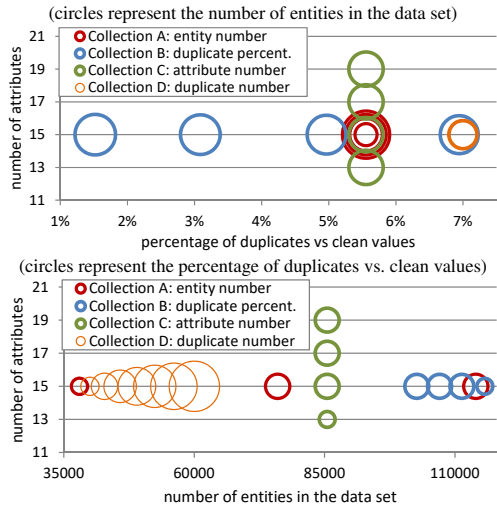 (circles represent the number of entities in the data set)
21
19
17
15
13
11
number of attributes
Collection A: entity number
Collection B: duplicate percent.
Collection C: attribute number
Collection D: duplicate number
1% 2% 3% 4% 5% 6% 7%
percentage of duplicates vs clean values
(circles represent the percentage of duplicates vs. clean values)
21
19
17
15
13
11
number of attributes
Collection A: entity number
Collection B: duplicate percent.
Collection C: attribute number
Collection D: duplicate number
35000 60000 85000 110000
number of entities in the data set